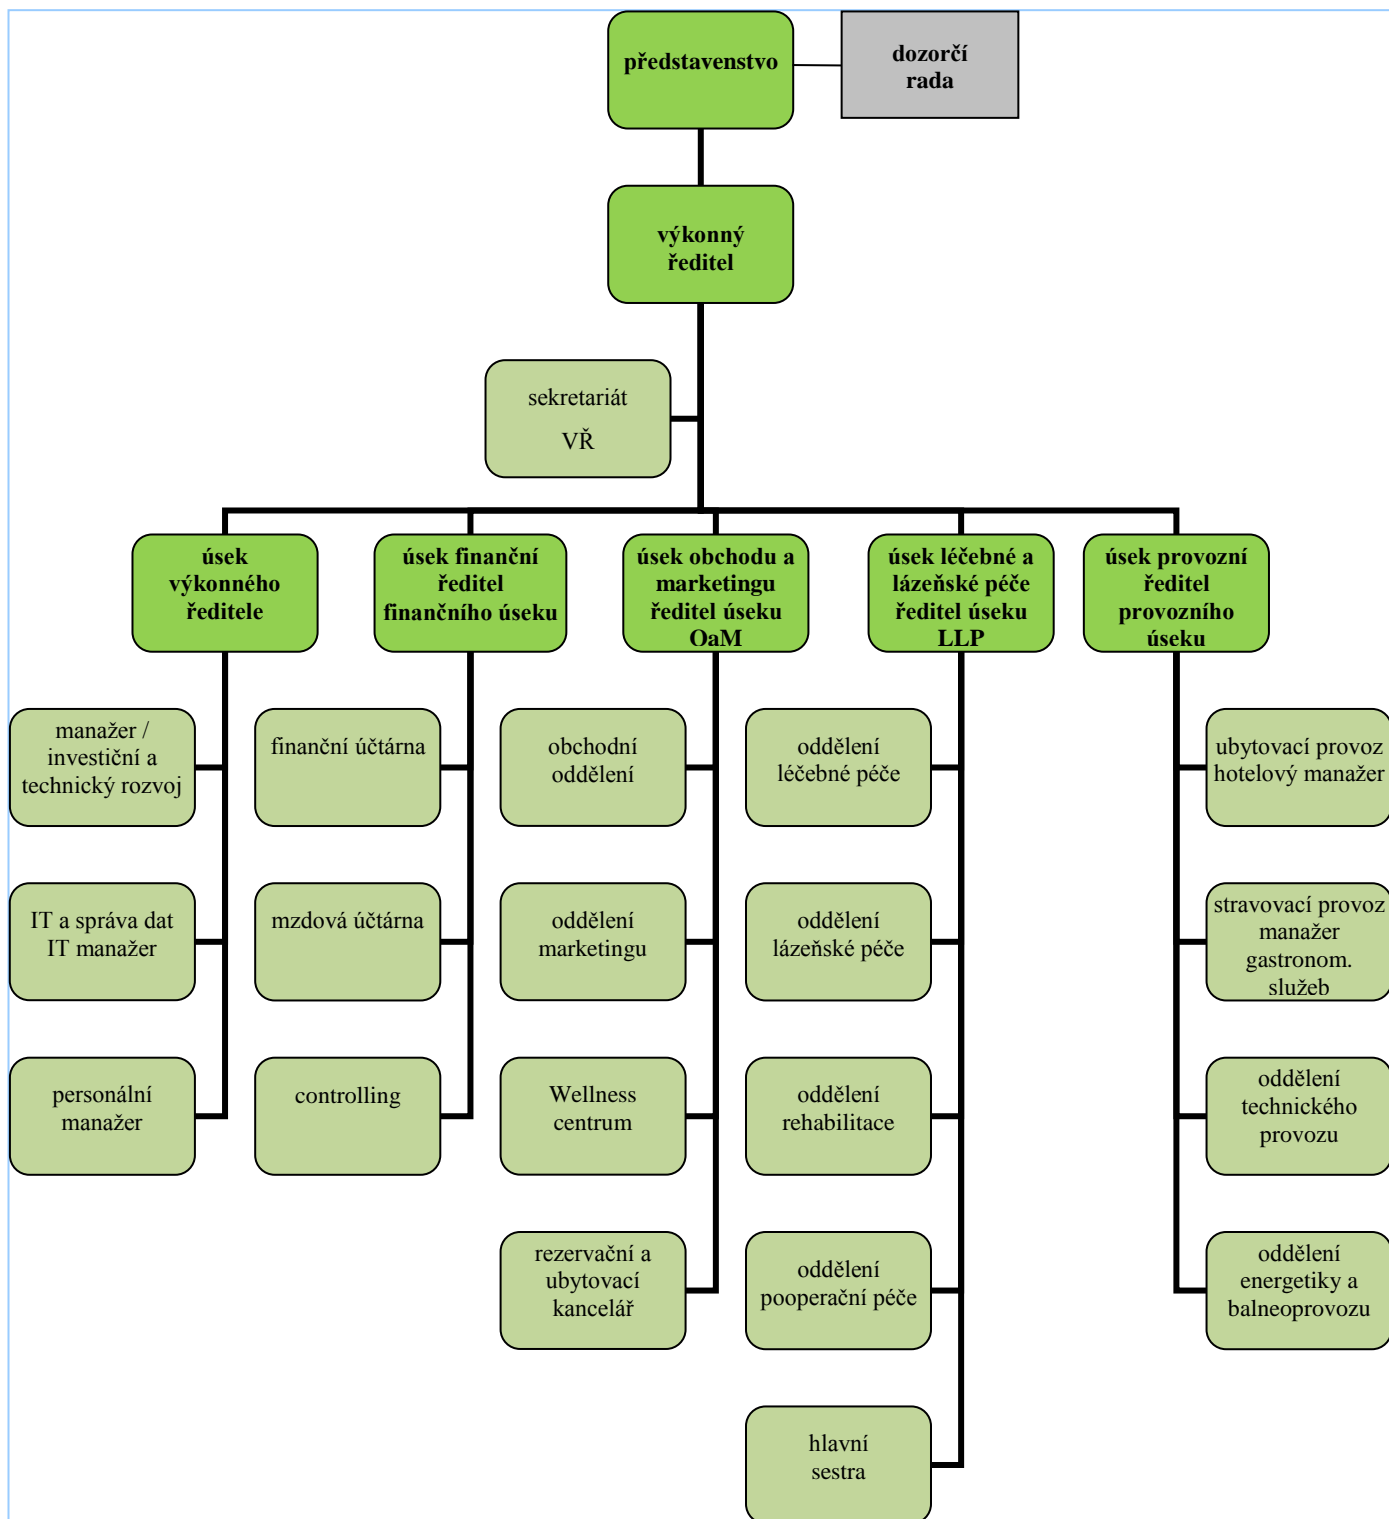 představenstvo
dozorčí
rada
výkonný
ředitel
sekretariát
VŘ
úsek
výkonného
ředitele
úsek finanční
ředitel
finančního úseku
úsek obchodu a
marketingu
ředitel úseku
OaM
úsek léčebné a
lázeňské péče
ředitel úseku
LLP
úsek provozní
ředitel
provozního
úseku
manažer /
investiční a
technický rozvoj
finanční účtárna
obchodní
oddělení
oddělení
léčebné péče
ubytovací provoz
hotelový manažer
IT a správa dat
IT manažer
mzdová účtárna
oddělení
marketingu
oddělení
lázeňské péče
stravovací provoz
manažer
gastronom.
služeb
personální
manažer
controlling
Wellness
centrum
oddělení
rehabilitace
oddělení
technického
provozu
rezervační a
ubytovací
kancelář
oddělení
pooperační péče
oddělení
energetiky a
balneoprovozu
hlavní
sestra